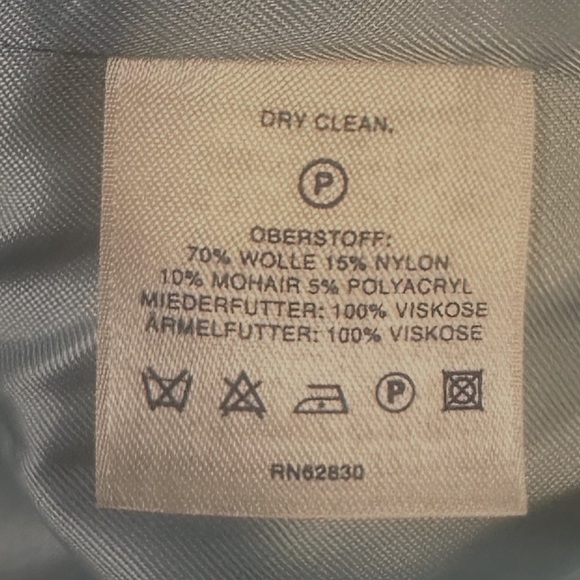 DRY CLEAN.
P
OBERSTOFF:
70% WOLLE 15% NYLON
10% MOHAIR 5% POLYACRYL
MIEDERFUTTER: 100% VISKOSE
ÄRMELFUTTER: 100% VISKOSE
P
RN62830